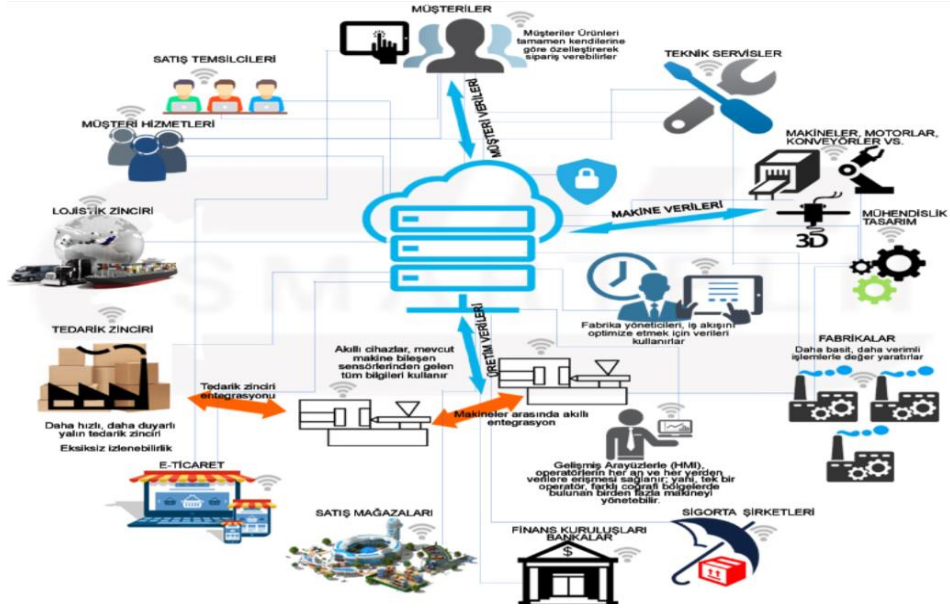 MÜŞTERİLER
Müşteriler Ürünleri
tamamen kendilerine
göre özelleştirerek
sipariş verebilirler
TEKNİK SERVİSLER
SATIŞ TEMSİLCİLERİ
MÜŞTERİ HİZMETLERİ
MÜŞTERİ VERİLERİ
MAKİNELER, MOTORLAR,
KONVEYÖRLER VS.
LOJİSTİK ZİNCİRİ
MAKİNE VERİLERİ
3D
MÜHENDİSLİK
TASARIM
TEDARİK ZİNCİRİ
Fabrika yöneticileri, iş akışını
optimize etmek için verileri
kullanırlar
ÜRETİM VERİLERİ
Akıllı cihazlar, mevcut
makine bileşen
sensörlerinden gelen
tüm bilgileri kullanır
FABRİKALAR
Daha basit, daha verimli
işlemlerle değer yaratırlar
Tedarik zinciri
entegrasyonu
Makineler arasında akıllı
entegrasyon
Daha hızlı, daha duyarlı
yalın tedarik zinciri
Eksiksiz izlenebilirlik
Gelişmiş Arayüzlerle (HMI),
operatörlerin her an ve her yerden
verilere erişmesi sağlanır; yani, tek bir
operatör, farklı coğrafi bölgelerde
bulunan birden fazla makineyi
yönetebilir.
E-TİCARET
SATIŞ MAĞAZALARI
FİNANS KURULUŞLARI
BANKALAR
$
SİGORTA ŞİRKETLERİ